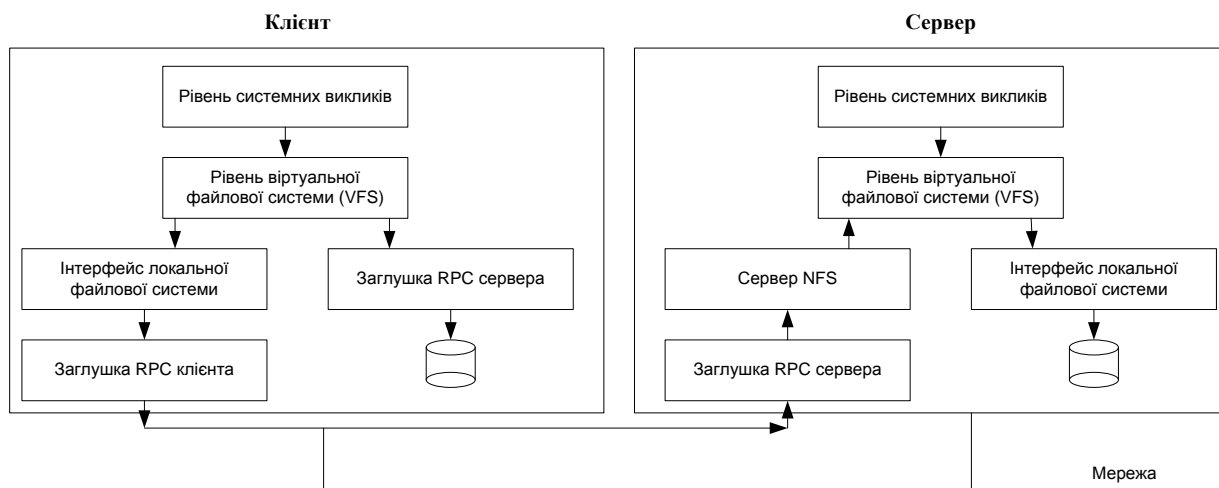 Клієнт
Рівень системних викликів
Рівень віртуальної
файлової системи (VFS)
Інтерфейс локальної
файлової системи
Заглушка RPC сервера
Заглушка RPC клієнта
Сервер
Рівень системних викликів
Рівень віртуальної
файлової системи (VFS)
Сервер NFS
Інтерфейс локальної
файлової системи
Заглушка RPC сервера
Мережа